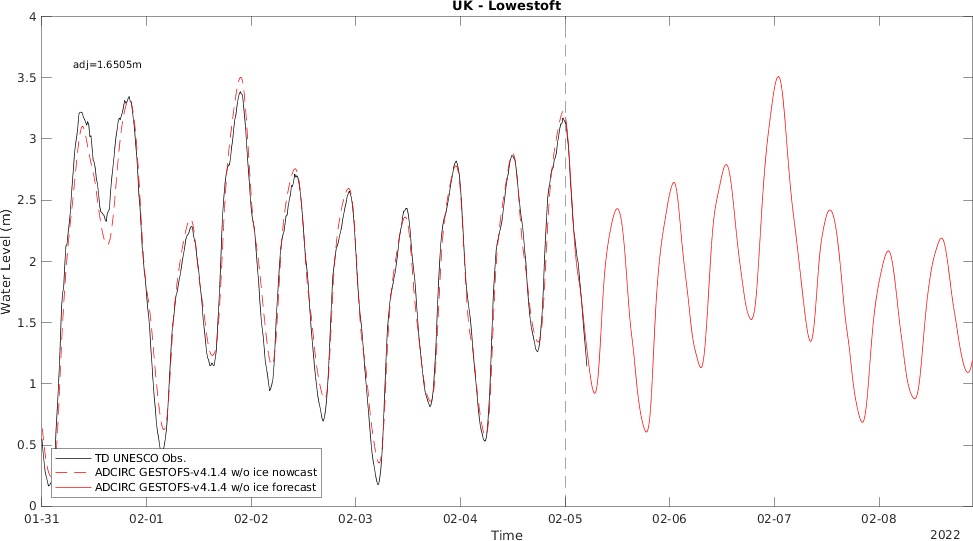 UK - Lowestoft
adj=1.6505m
Water Level (m)
4
3.5
3
2.5
2
1.5
1
0.5
0
TD UNESCO Obs.
ADCIRC GESTOFS-v4.1.4 w/o ice nowcast
ADCIRC GESTOFS-v4.1.4 w/o ice forecast
01-31 02-01 02-02 02-03 02-04 02-05 02-06 02-07 02-08
Time
2022